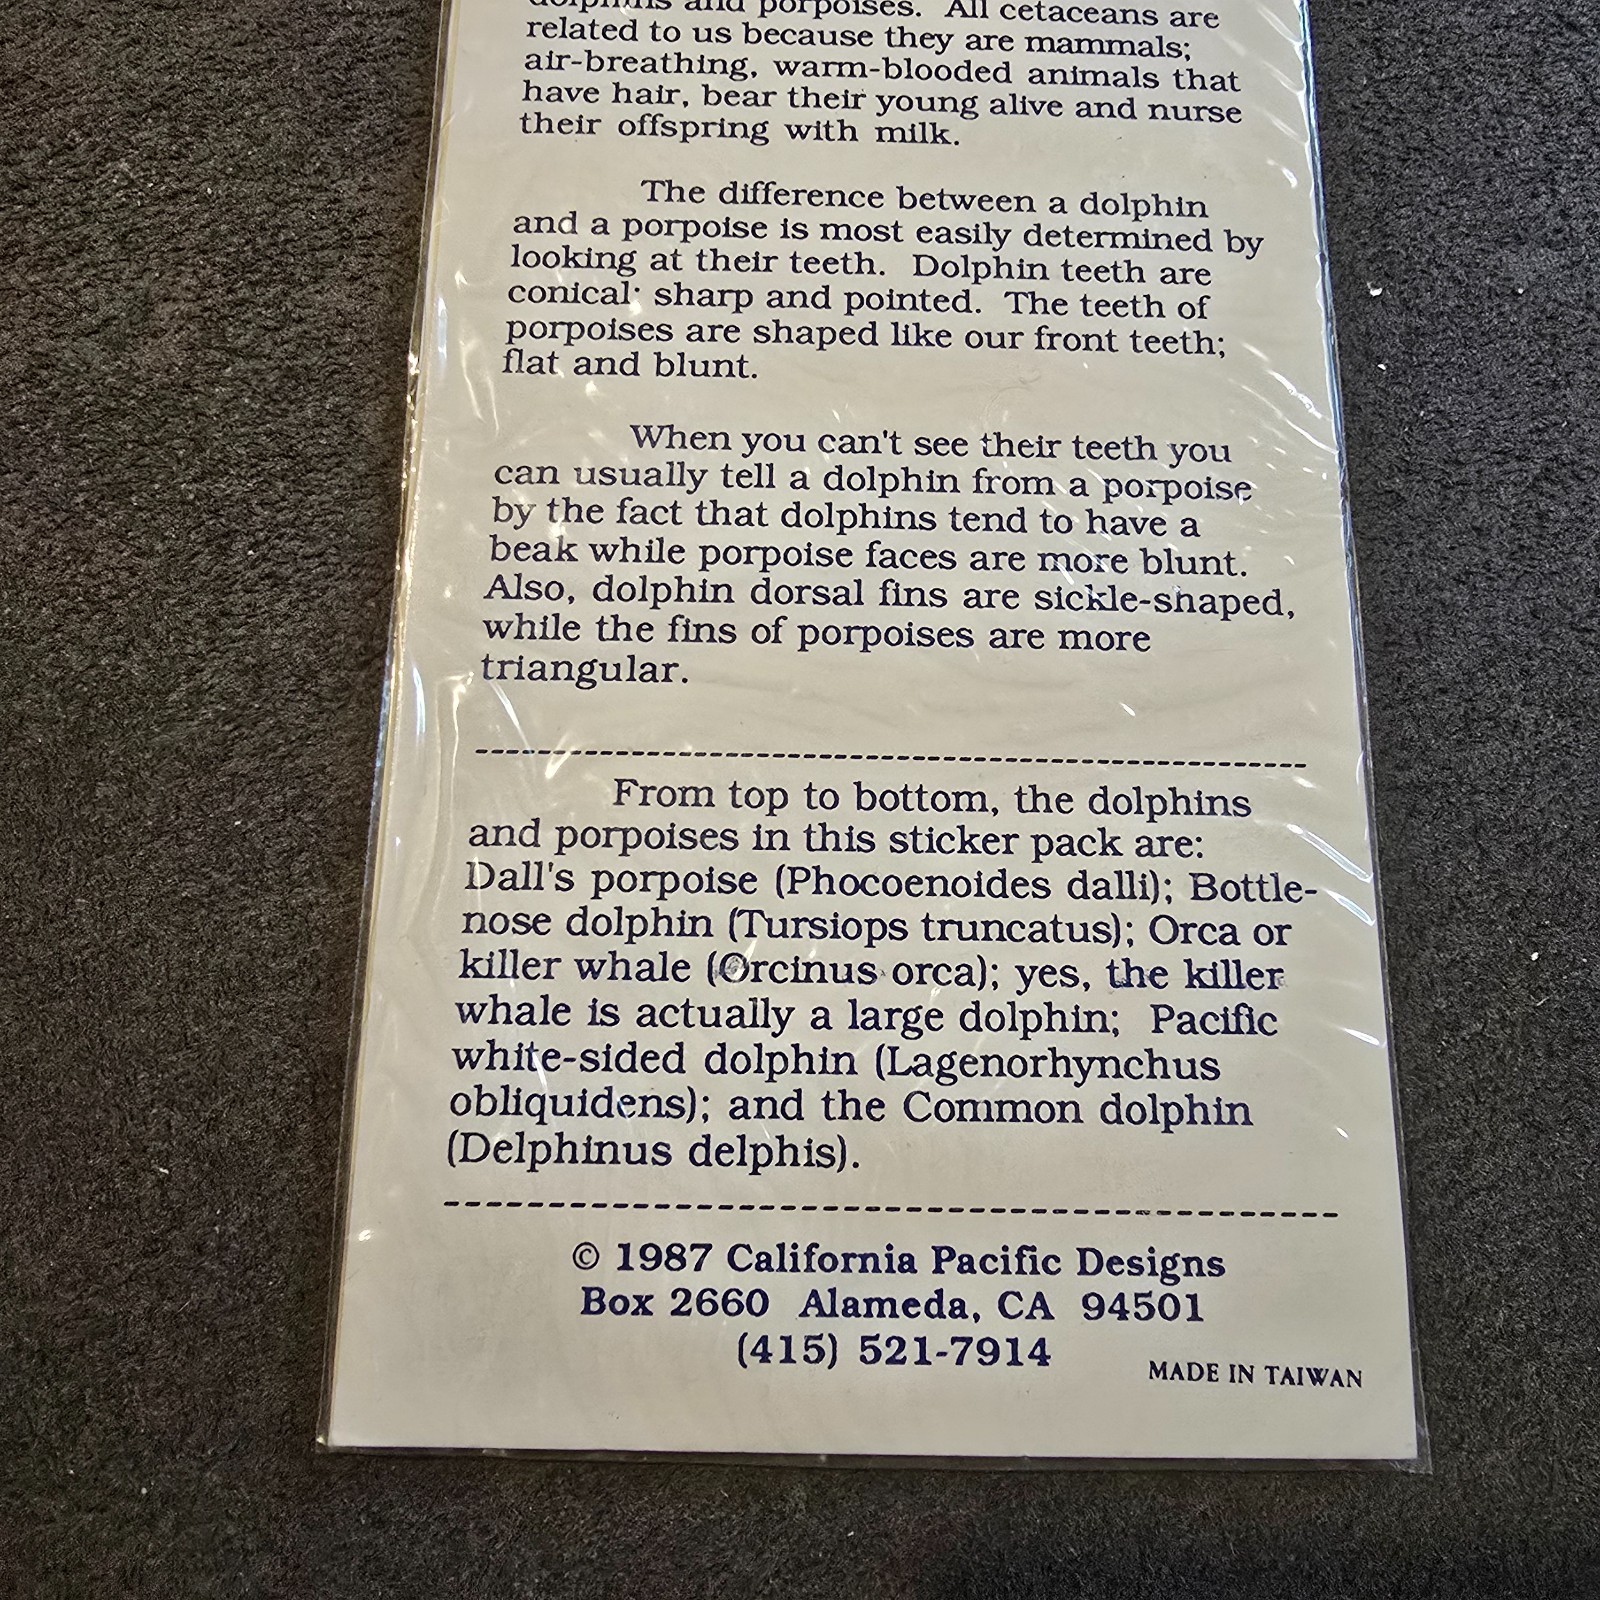 dolphins and porpoises. All cetaceans are
related to us because they are mammals;
air-breathing, warm-blooded animals that
have hair, bear their young alive and nurse
their offspring with milk.
The difference between a dolphin
and a porpoise is most easily determined by
looking at their teeth. Dolphin teeth are
conical; sharp and pointed. The teeth of
porpoises are shaped like our front teeth;
flat and blunt.
When you can't see their teeth you
can usually tell a dolphin from a porpoise
by the fact that dolphins tend to have a
beak while porpoise faces are more blunt.
Also, dolphin dorsal fins are sickle-shaped,
while the fins of porpoises are more
triangular.
From top to bottom, the dolphins
and porpoises in this sticker pack are:
Dall's porpoise (Phocoenoides dalli); Bottle-
nose dolphin (Tursiops truncatus); Orca or
killer whale (Orcinus orca); yes, the killer
whale is actually a large dolphin; Pacific
white-sided dolphin (Lagenorhynchus
obliquidens); and the Common dolphin
(Delphinus delphis).
© 1987 California Pacific Designs
Box 2660 Alameda, CA 94501
(415) 521-7914
MADE IN TAIWAN